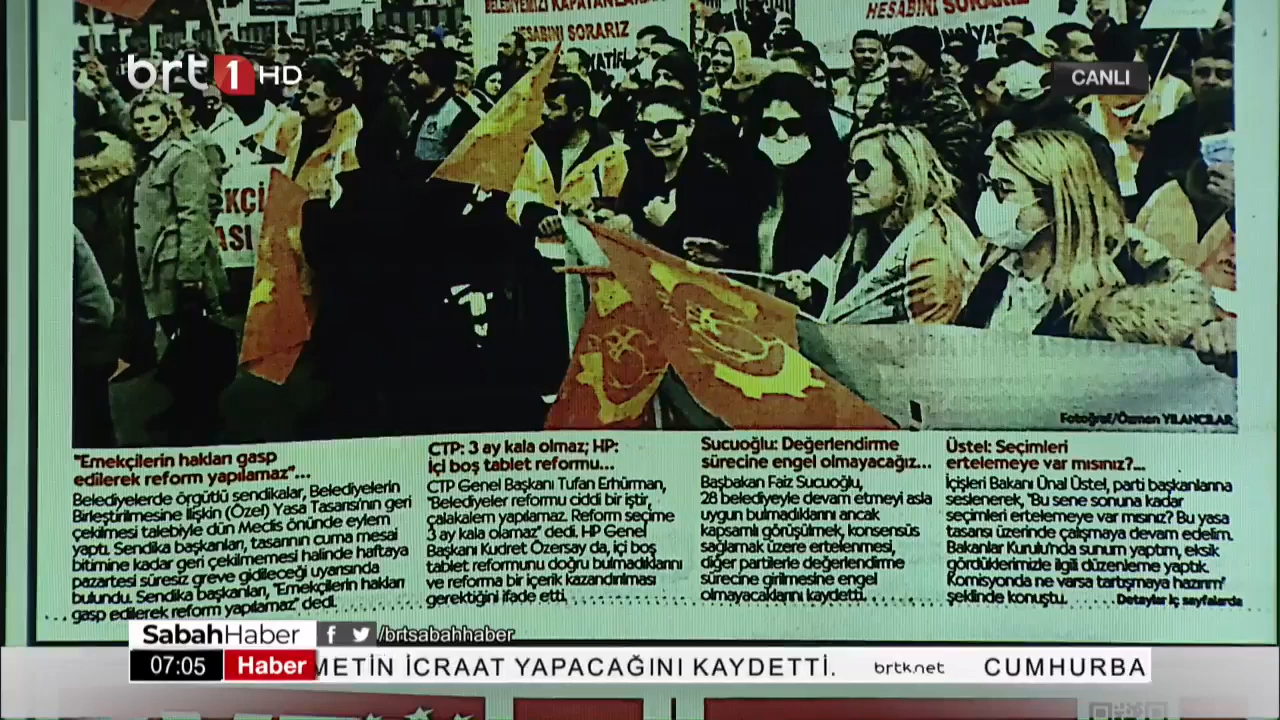 BELEDİYEMİZİ KAPATANLARDAN
HESABINI SORARIZ
HESABINI SORARIZ
brt 1 HD
CANLI
Fotoğraf/Özmen YILANCILAR
"Emekçilerin hakları gasp
edilerek reform yapılamaz"...
Belediyelerde örgütlü sendikalar, Belediyelerin
Birleştirilmesine İlişkin (Özel) Yasa Tasarısı'nın geri
çekilmesi talebiyle dün Meclis önünde eylem
yaptı. Sendika başkanları, tasarının cuma mesai
bitimine kadar geri çekilmemesi halinde haftaya
pazartesi süresiz greve gidileceği uyarısında
bulundu. Sendika başkanları, "Emekçilerin hakları
gasp edilerek reform yapılamaz" dedi.
CTP: 3 ay kala olmaz; HP:
İçi boş tablet reformu...
CTP Genel Başkanı Tufan Erhürman,
"Belediyeler reformu ciddi bir iştir,
çalakalem yapılamaz. Reform seçime
3 ay kala olamaz" dedi. HP Genel
Başkanı Kudret Özersay da, içi boş
tablet reformunu doğru bulmadıklarını
ve reforma bir içerik kazandırılması
gerektiğini ifade etti.
Sucuoğlu: Değerlendirme
sürecine engel olmayacağız...
Başbakan Faiz Sucuoğlu,
28 belediyeyle devam etmeyi asla
uygun bulmadıklarını ancak
kapsamlı görüşülmek, konsensüs
sağlamak üzere ertelenmesi,
diğer partilerle değerlendirme
sürecine girilmesine engel
olmayacaklarını kaydetti.
Üstel: Seçimleri
ertelemeye var mısınız?...
İçişleri Bakanı Ünal Üstel, parti başkanlarına
seslenerek, "Bu sene sonuna kadar
seçimleri ertelemeye var mısınız? Bu yasa
tasarısı üzerinde çalışmaya devam edelim.
Bakanlar Kurulu'nda sunum yaptım, eksik
gördüklerimizle ilgili düzenleme yaptık.
Komisyonda ne varsa tartışmaya hazırım"
şeklinde konuştu.
Detaylar iç sayfalarda
SabahHaber
/brtsabahhaber
07:05
Haber
METİN İCRAAT YAPACAĞINI KAYDETTİ.
brtk.net
CUMHURBA